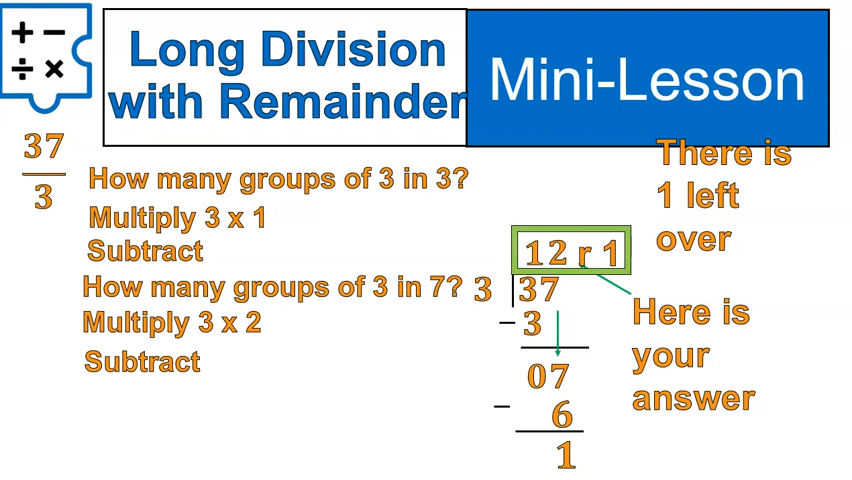 + −
÷ ×
Long Division
with Remainder
Mini-Lesson
37
3
How many groups of 3 in 3?
Multiply 3 x 1
Subtract
How many groups of 3 in 7?
Multiply 3 x 2
Subtract
There is
1 left
over
12 r 1
3 37
− 3
07
− 6
1
Here is
your
answer